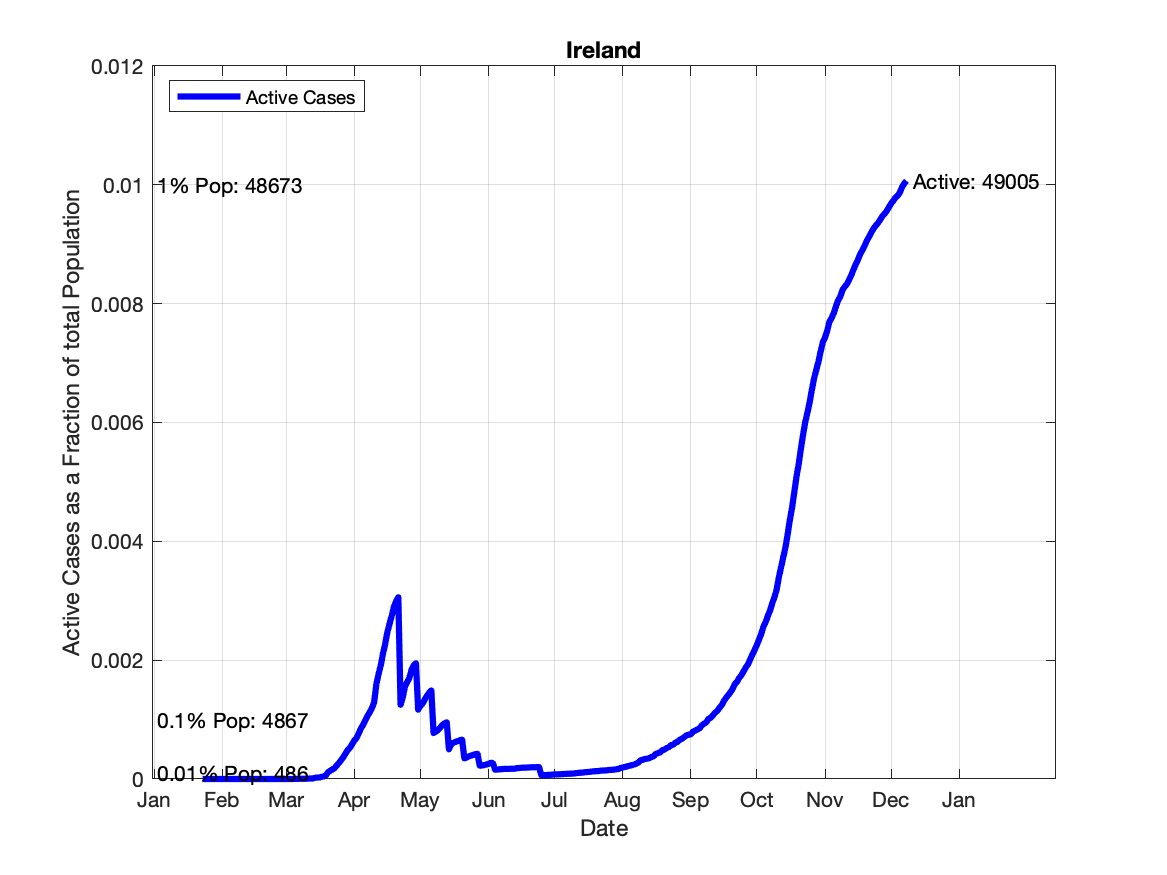 Ireland
0.012
Active Cases
0.01
1% Pop: 48673
Active: 49005
0.008
0.006
0.004
0.002
0.1% Pop: 4867
0.01% Pop: 486
0
Active Cases as a Fraction of total Population
Jan Feb Mar Apr May Jun Jul Aug Sep Oct Nov Dec Jan
Date